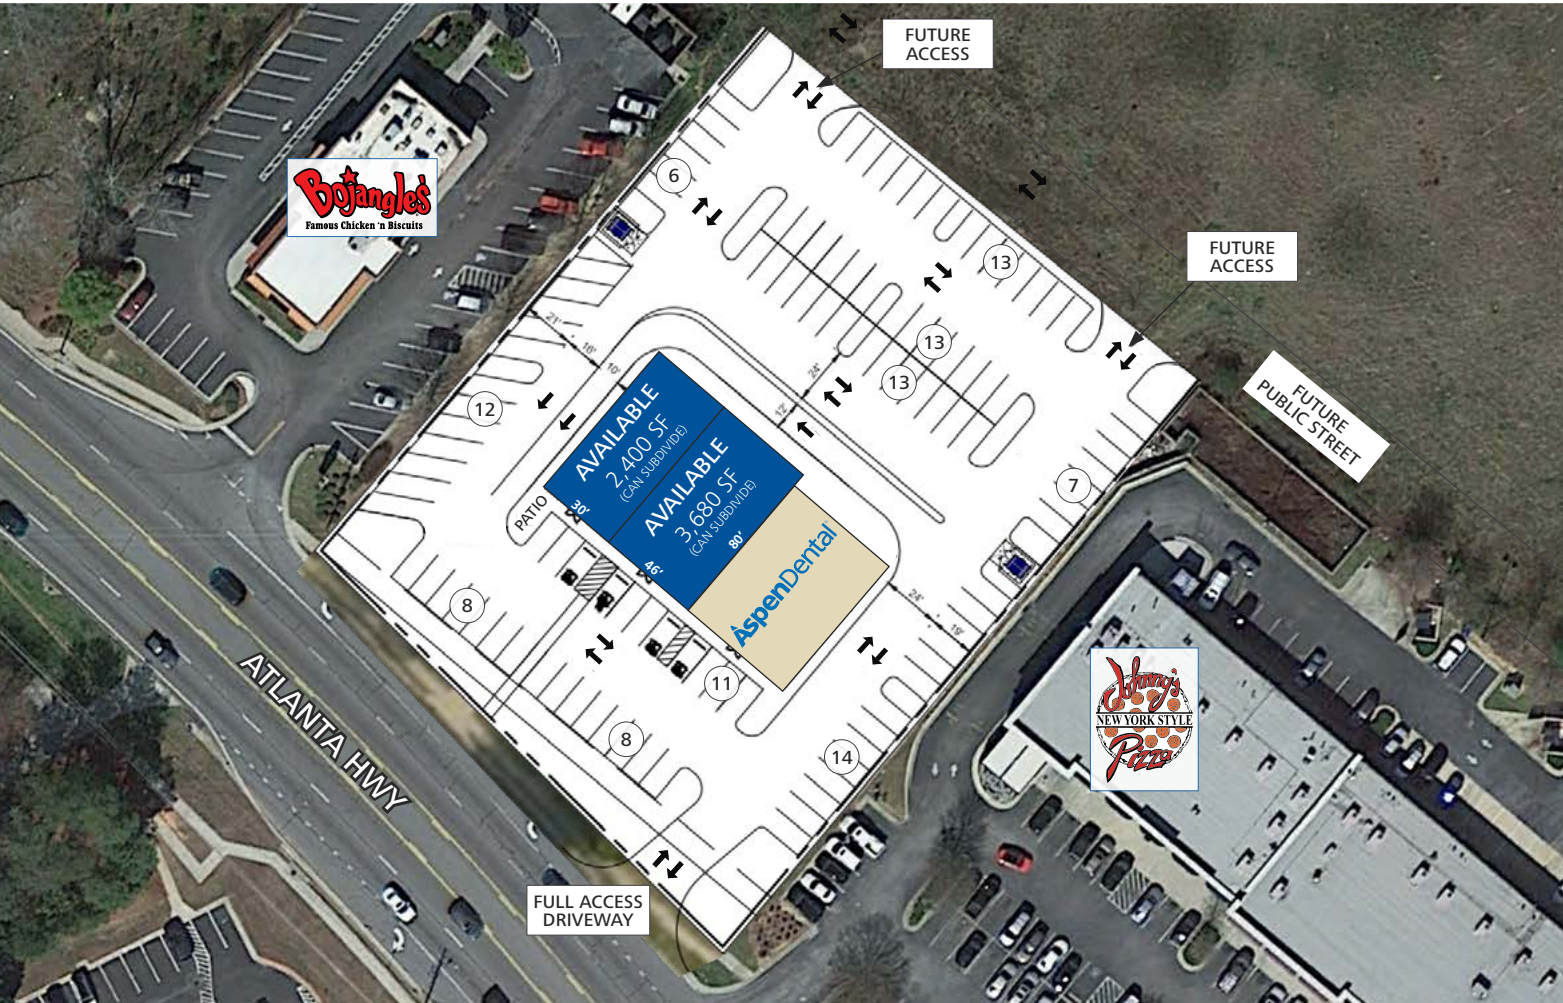 FUTURE
ACCESS
6
Bojangles'
Famous Chicken 'n Biscuits
13
FUTURE
ACCESS
21'
16'
10'
13
24'
13
12'
FUTURE
PUBLIC STREET
12
AVAILABLE
2,400 SF
(CAN SUBDIVIDE)
30'
AVAILABLE
3,680 SF
(CAN SUBDIVIDE)
46'
80'
7
PATIO
AspenDental
24'
19'
8
11
8
14
ATLANTA HWY
Johnny's
NEW YORK STYLE
Pizza
FULL ACCESS
DRIVEWAY